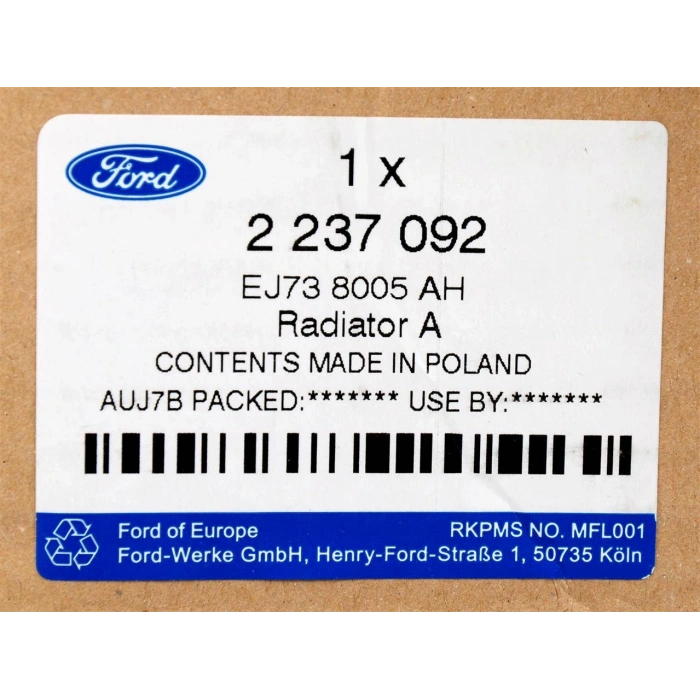 Ford
1 x
2 237 092
EJ73 8005 AH
Radiator A
CONTENTS MADE IN POLAND
AUJ7B PACKED:******* USE BY:*******
Ford of Europe RKPMS NO. MFL001
Ford-Werke GmbH, Henry-Ford-Straße 1, 50735 Köln